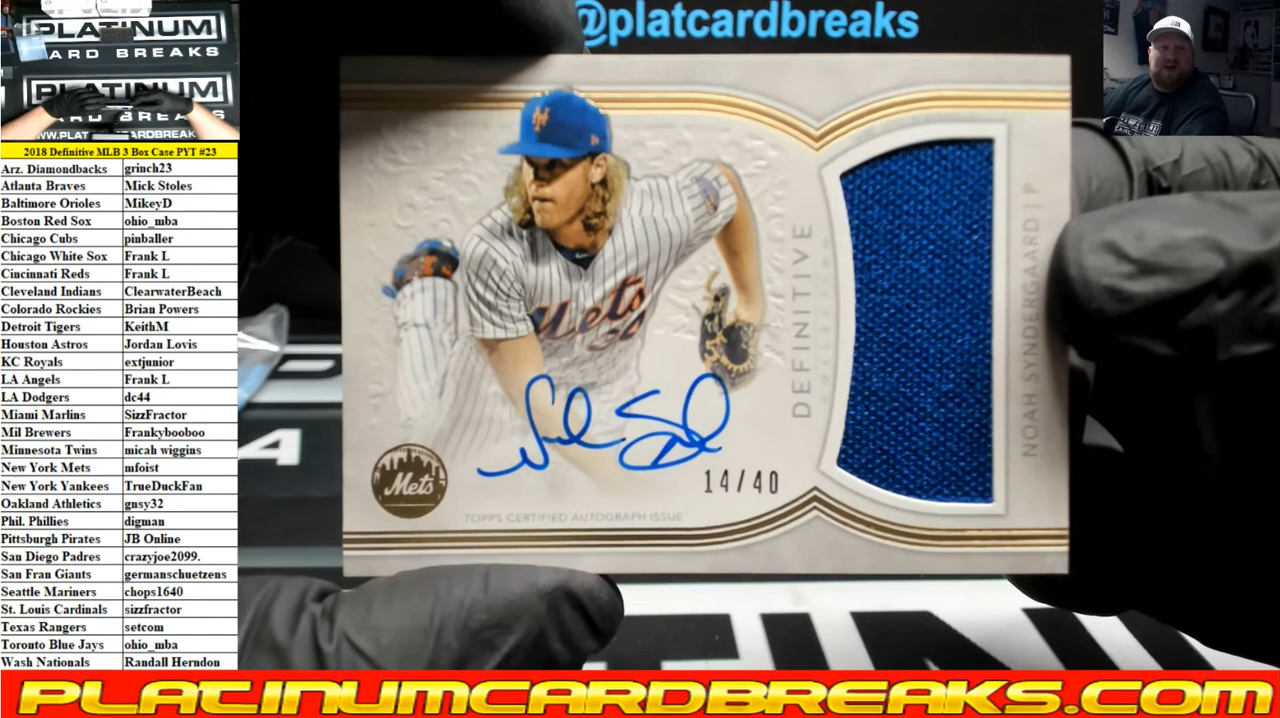 PLATINUM
CARD BREAKS
PLATINUM
CARD BREAKS
WWW.PLATINUMCARDBREAKS
@platcardbreaks
2018 Definitive MLB 3 Box Case PYT #23
Arz. Diamondbacks grinch23
Atlanta Braves Mick Stoles
Baltimore Orioles MikeyD
Boston Red Sox ohio_mba
Chicago Cubs pinballer
Chicago White Sox Frank L
Cincinnati Reds Frank L
Cleveland Indians ClearwaterBeach
Colorado Rockies Brian Powers
Detroit Tigers KeithM
Houston Astros Jordan Lovis
KC Royals extjunior
LA Angels Frank L
LA Dodgers dc44
Miami Marlins SizzFractor
Mil Brewers Frankybooboo
Minnesota Twins micah wiggins
New York Mets mfoist
New York Yankees TrueDuckFan
Oakland Athletics gnsy32
Phil. Phillies digman
Pittsburgh Pirates JB Online
San Diego Padres crazyjoe2099.
San Fran Giants germanschuetzens
Seattle Mariners chops1640
St. Louis Cardinals sizzfractor
Texas Rangers setcom
Toronto Blue Jays ohio_mba
Wash Nationals Randall Herndon
Mets
DEFINITIVE
NOAH SYNDERGAARD | P
Mets
14/40
TOPPS CERTIFIED AUTOGRAPH ISSUE
PLATINUMCARDBREAKS.COM